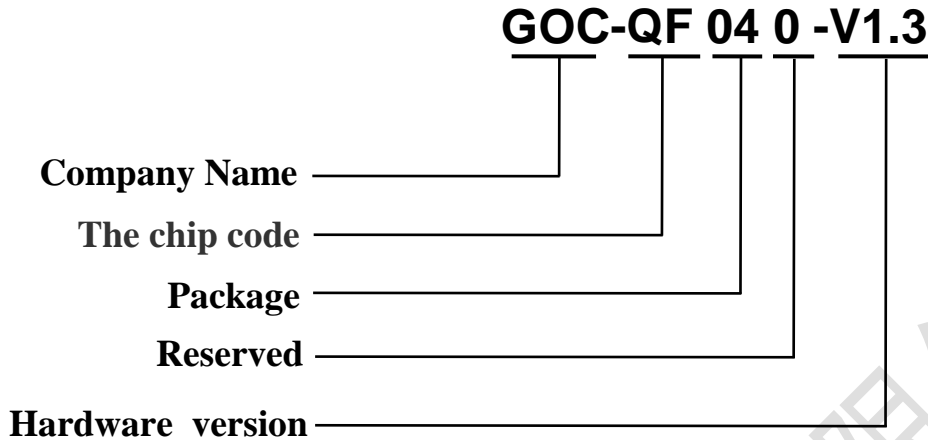 GOC-QF 04 0 -V1.3
Company Name
The chip code
Package
Reserved
Hardware version